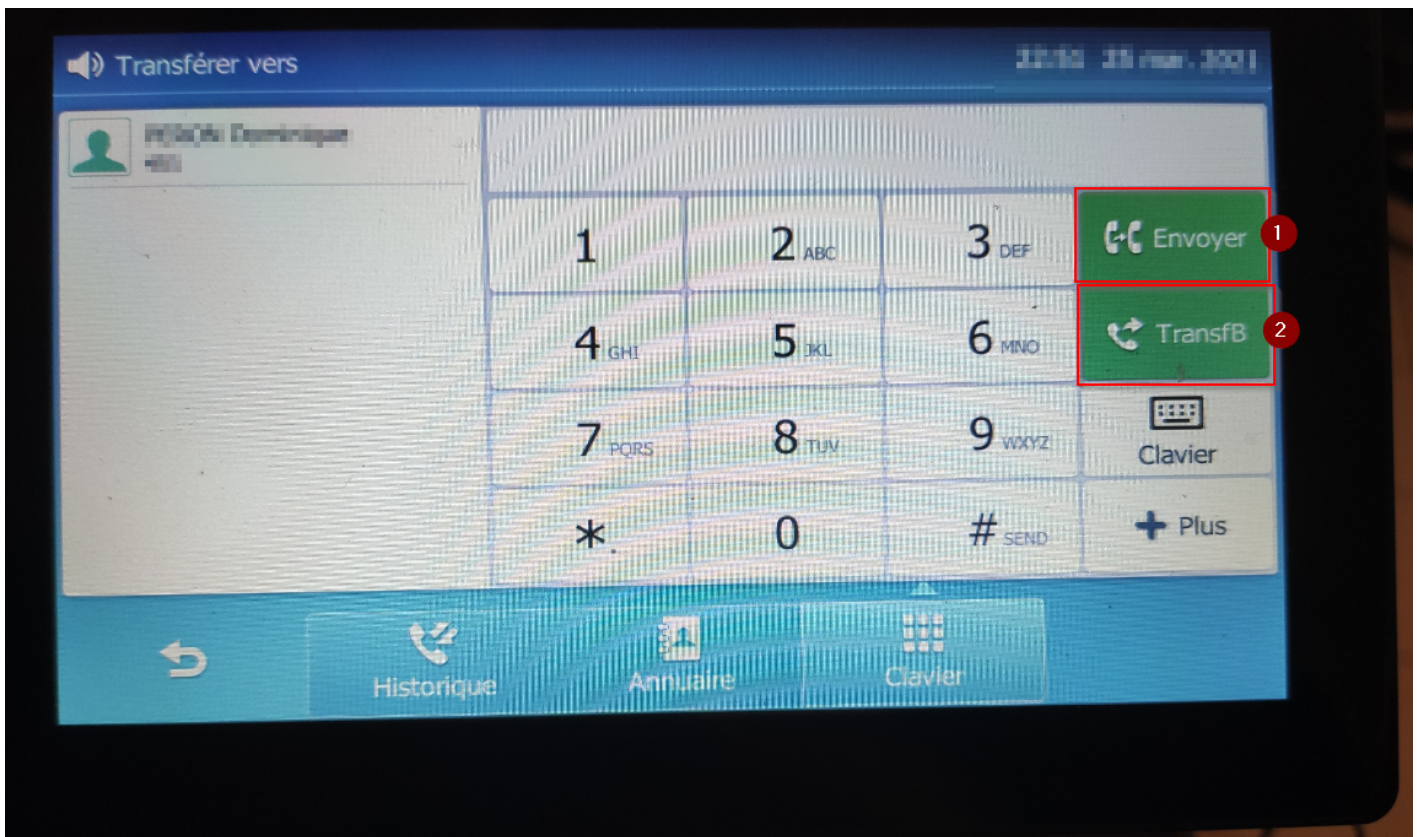 Transférer vers
Dominique
1
2 ABC
3 DEF
Envoyer
1
4 GHI
5 JKL
6 MNO
TransfB
2
7 PQRS
8 TUV
9 WXYZ
Clavier
*.
0
# SEND
+ Plus
Historique
Annuaire
Clavier